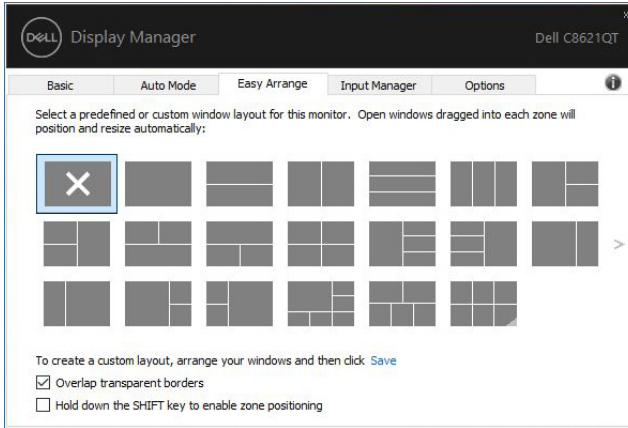 DELL Display Manager
Dell C8621QT
Basic Auto Mode Easy Arrange Input Manager Options
Select a predefined or custom window layout for this monitor. Open windows dragged into each zone will
position and resize automatically:
To create a custom layout, arrange your windows and then click Save
Overlap transparent borders
Hold down the SHIFT key to enable zone positioning